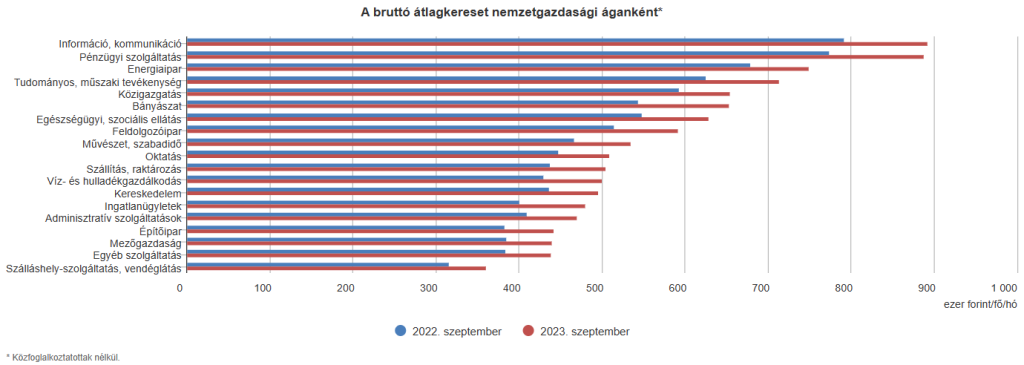 A bruttó átlagkereset nemzetgazdasági áganként*
Információ, kommunikáció
Pénzügyi szolgáltatás
Energiaipar
Tudományos, műszaki tevékenység
Közigazgatás
Bányászat
Egészségügyi, szociális ellátás
Feldolgozóipar
Művészet, szabadidő
Oktatás
Szállítás, raktározás
Víz- és hulladékgazdálkodás
Kereskedelem
Ingatlanügyletek
Adminisztratív szolgáltatások
Építőipar
Mezőgazdaság
Egyéb szolgáltatás
Szálláshely-szolgáltatás, vendéglátás
0 100 200 300 400 500 600 700 800 900 1 000
ezer forint/fő/hó
2022. szeptember 2023. szeptember
* Közfoglalkoztatottak nélkül.